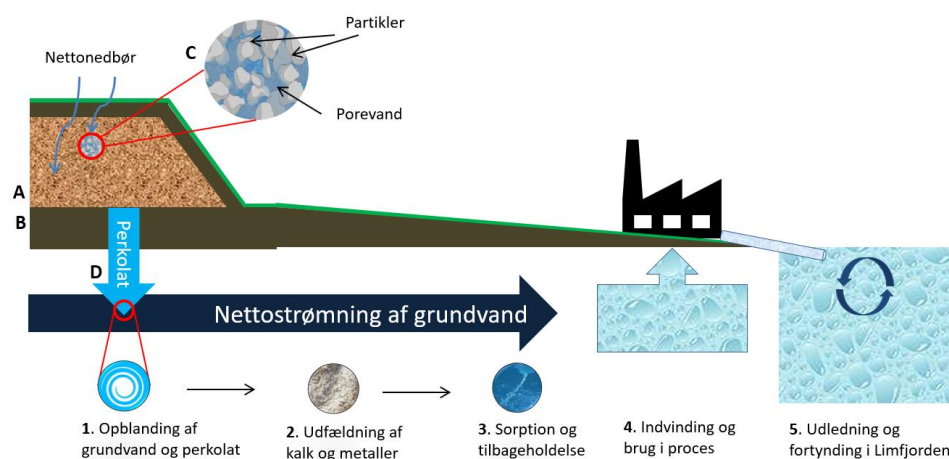 Partikler
C
Nettonedbør
Porevand
A
B
Perkolat
D
Nettostrømning af grundvand
1. Opblanding af
grundvand og perkolat
2. Udfældning af
kalk og metaller
3. Sorption og
tilbageholdelse
4. Indvinding og
brug i proces
5. Udledning og
fortynding i Limfjorden